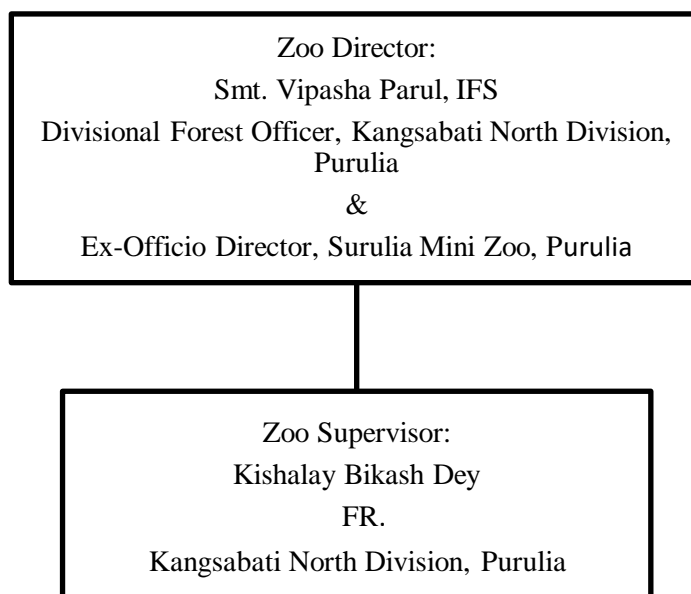 Zoo Director:
Smt. Vipasha Parul, IFS
Divisional Forest Officer, Kangsabati North Division,
Purulia
&
Ex-Officio Director, Surulia Mini Zoo, Purulia
Zoo Supervisor:
Kishalay Bikash Dey
FR.
Kangsabati North Division, Purulia